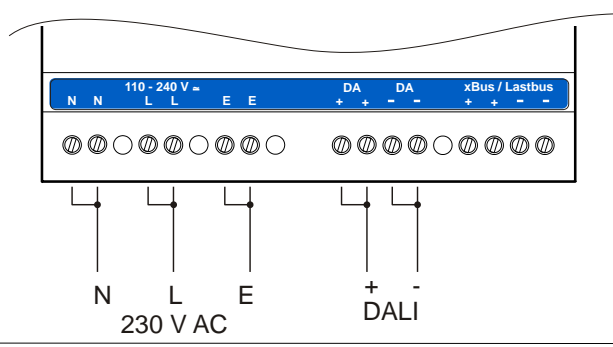 110 - 240 V ≂ DA DA xBus / Lastbus
N N L L E E + + - - + + - -
N L E + -
230 V AC DALI